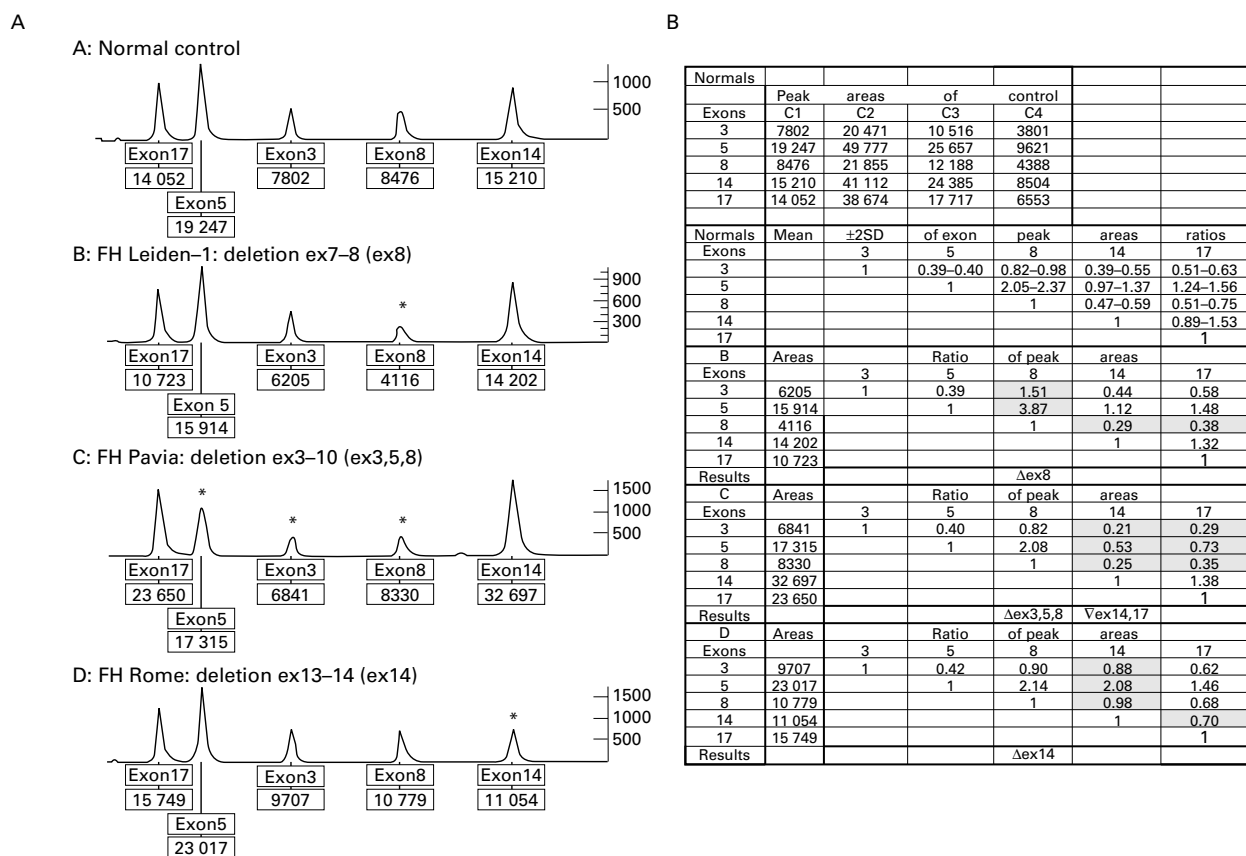 A
A: Normal control
1000
500
Exon17 Exon3 Exon8 Exon14
14 052 7802 8476 15 210
Exon5
19 247
B: FH Leiden–1: deletion ex7–8 (ex8)
900
600
300
*
Exon17 Exon3 Exon8 Exon14
10 723 6205 4116 14 202
Exon 5
15 914
C: FH Pavia: deletion ex3–10 (ex3,5,8)
1500
1000
500
* * *
Exon17 Exon3 Exon8 Exon14
23 650 6841 8330 32 697
Exon5
17 315
D: FH Rome: deletion ex13–14 (ex14)
1500
1000
500
*
Exon17 Exon3 Exon8 Exon14
15 749 9707 10 779 11 054
Exon5
23 017
B
Normals
Peak areas of control
Exons C1 C2 C3 C4
3 7802 20 471 10 516 3801
5 19 247 49 777 25 657 9621
8 8476 21 855 12 188 4388
14 15 210 41 112 24 385 8504
17 14 052 38 674 17 717 6553
Normals Mean ±2SD of exon peak areas ratios
Exons 3 5 8 14 17
3 1 0.39–0.40 0.82–0.98 0.39–0.55 0.51–0.63
5 1 2.05–2.37 0.97–1.37 1.24–1.56
8 1 0.47–0.59 0.51–0.75
14 1 0.89–1.53
17 1
B Areas Ratio of peak areas
Exons 3 5 8 14 17
3 6205 1 0.39 1.51 0.44 0.58
5 15 914 1 3.87 1.12 1.48
8 4116 1 0.29 0.38
14 14 202 1 1.32
17 10 723 1
Results Δex8
C Areas Ratio of peak areas
Exons 3 5 8 14 17
3 6841 1 0.40 0.82 0.21 0.29
5 17 315 1 2.08 0.53 0.73
8 8330 1 0.25 0.35
14 32 697 1 1.38
17 23 650 1
Results Δex3,5,8 ∇ex14,17
D Areas Ratio of peak areas
Exons 3 5 8 14 17
3 9707 1 0.42 0.90 0.88 0.62
5 23 017 1 2.14 2.08 1.46
8 10 779 1 0.98 0.68
14 11 054 1 0.70
17 15 749 1
Results Δex14